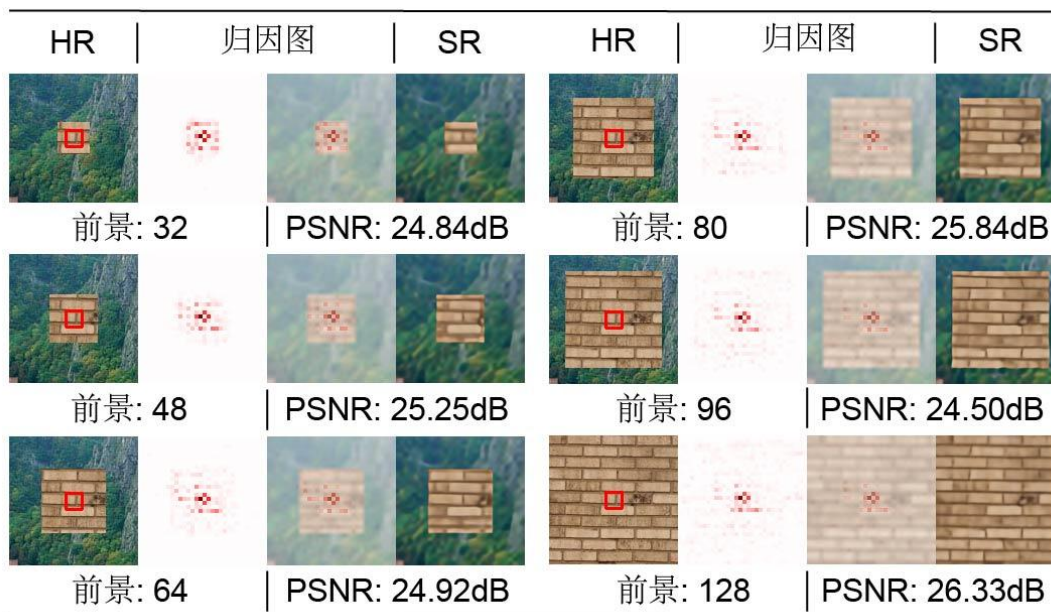 HR | 归因图 | SR HR | 归因图 | SR
前景: 32 | PSNR: 24.84dB 前景: 80 | PSNR: 25.84dB
前景: 48 | PSNR: 25.25dB 前景: 96 | PSNR: 24.50dB
前景: 64 | PSNR: 24.92dB 前景: 128 | PSNR: 26.33dB